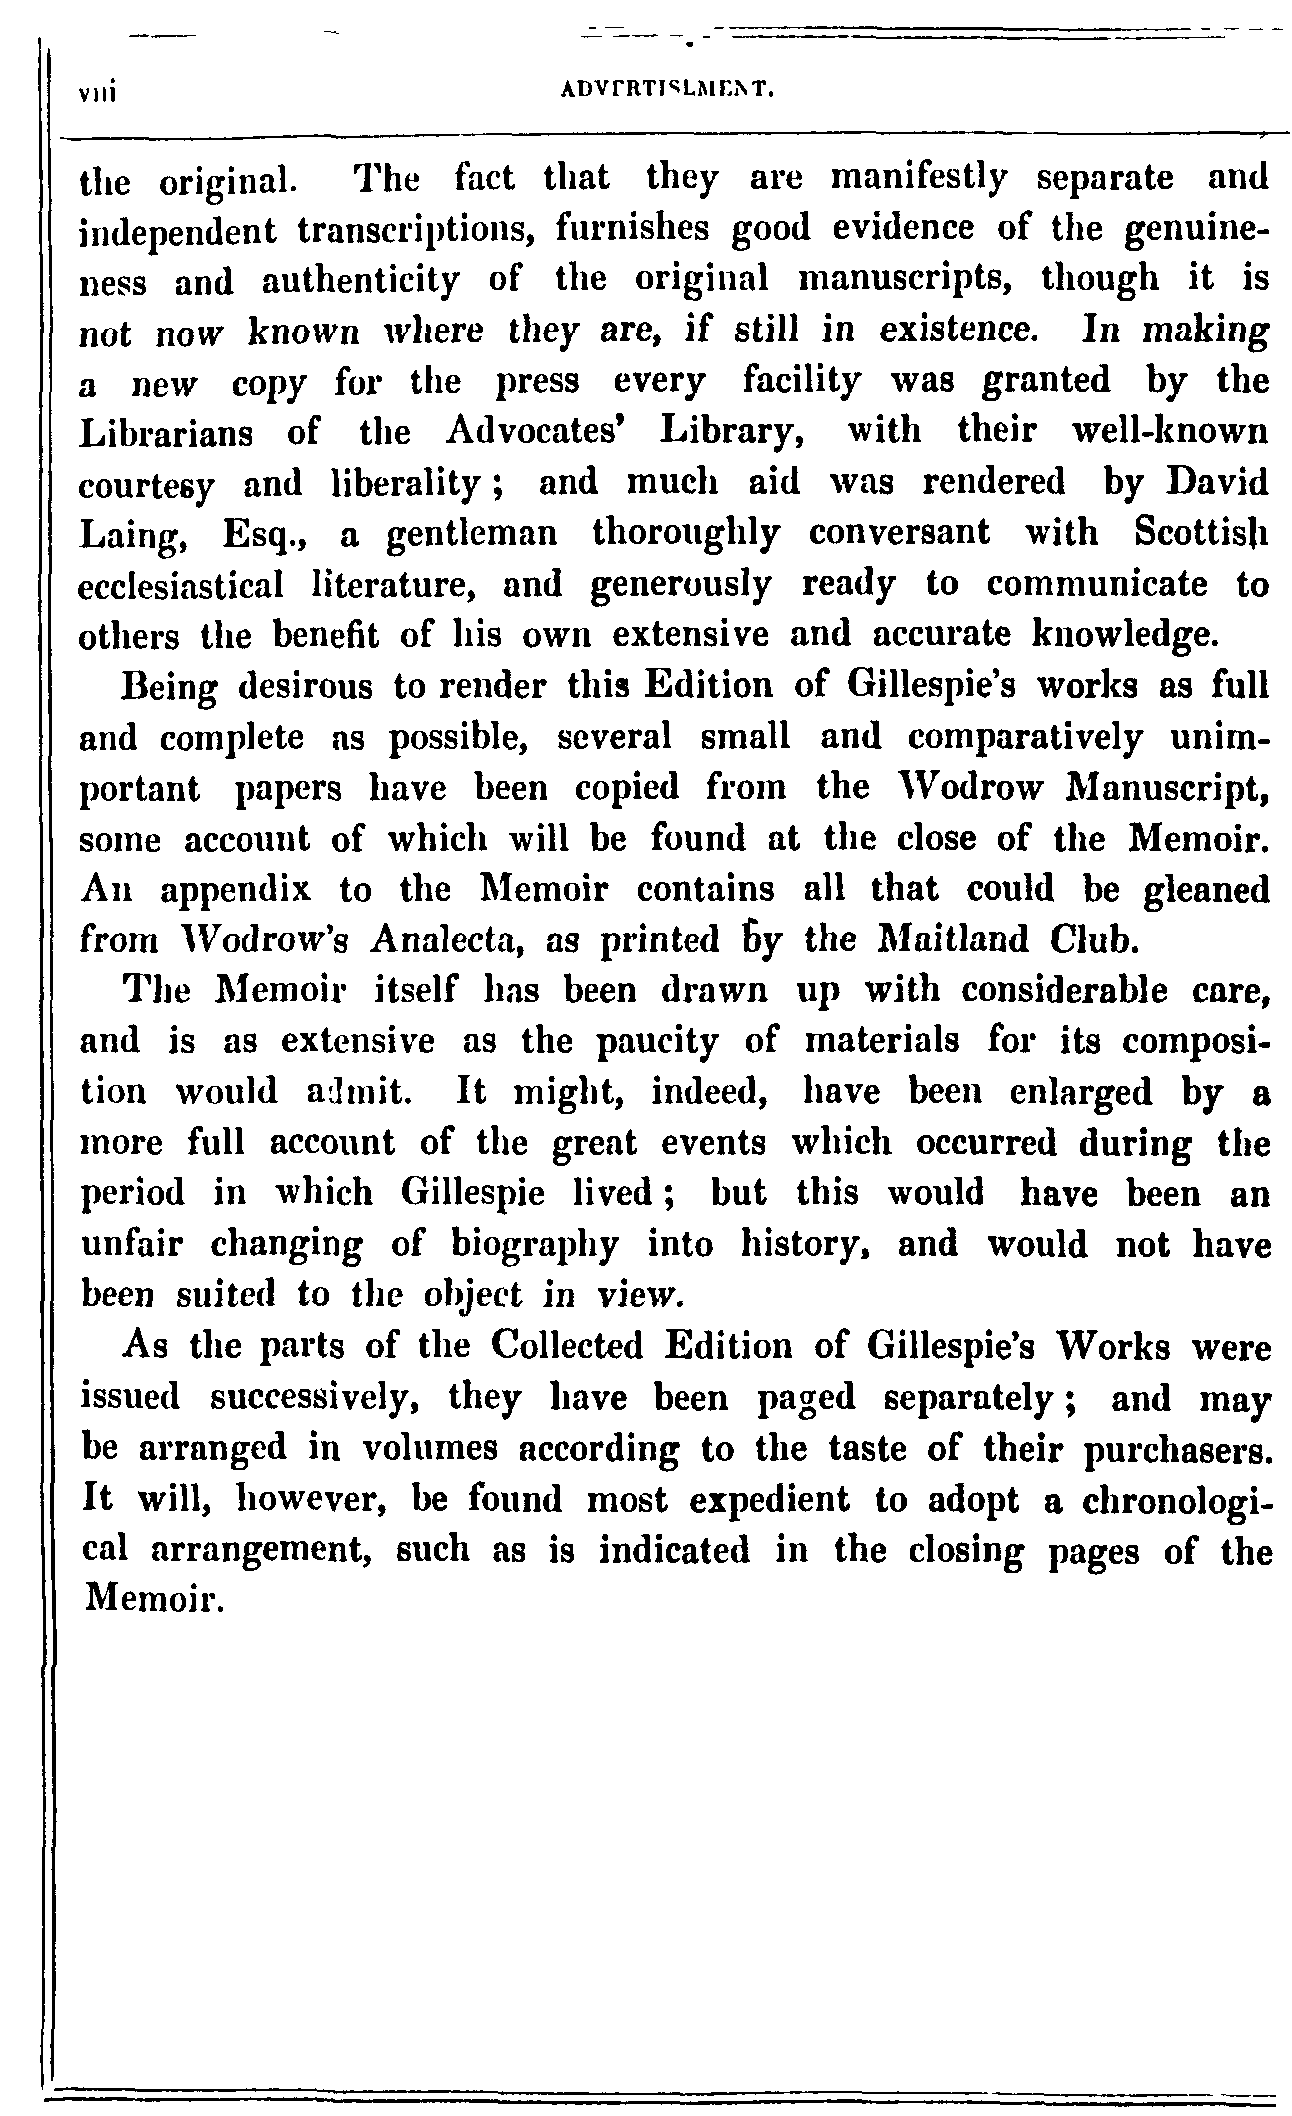 viii
ADVERTISEMENT.
the original. The fact that they are manifestly separate and
independent transcriptions, furnishes good evidence of the genuine-
ness and authenticity of the original manuscripts, though it is
not now known where they are, if still in existence. In making
a new copy for the press every facility was granted by the
Librarians of the Advocates' Library, with their well-known
courtesy and liberality; and much aid was rendered by David
Laing, Esq., a gentleman thoroughly conversant with Scottish
ecclesiastical literature, and generously ready to communicate to
others the benefit of his own extensive and accurate knowledge.
Being desirous to render this Edition of Gillespie's works as full
and complete as possible, several small and comparatively unim-
portant papers have been copied from the Wodrow Manuscript,
some account of which will be found at the close of the Memoir.
An appendix to the Memoir contains all that could be gleaned
from Wodrow's Analecta, as printed by the Maitland Club.
The Memoir itself has been drawn up with considerable care,
and is as extensive as the paucity of materials for its composi-
tion would admit. It might, indeed, have been enlarged by a
more full account of the great events which occurred during the
period in which Gillespie lived; but this would have been an
unfair changing of biography into history, and would not have
been suited to the object in view.
As the parts of the Collected Edition of Gillespie's Works were
issued successively, they have been paged separately; and may
be arranged in volumes according to the taste of their purchasers.
It will, however, be found most expedient to adopt a chronologi-
cal arrangement, such as is indicated in the closing pages of the
Memoir.